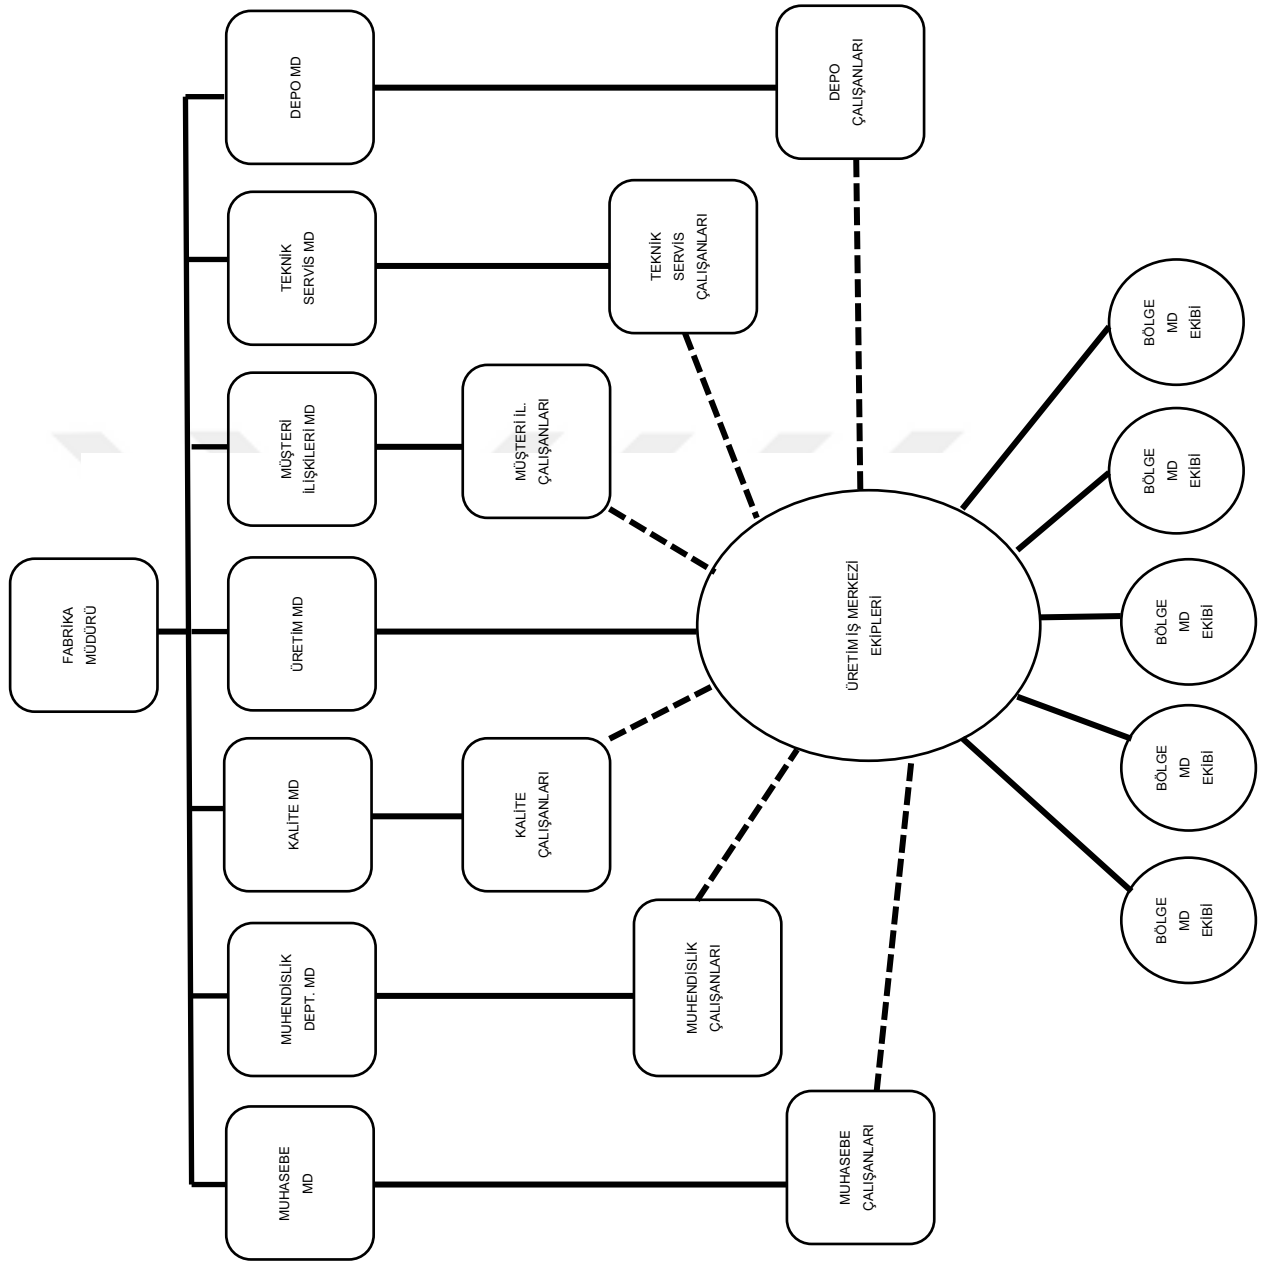 FABRİKA
MÜDÜRÜ
MUHASEBE
MD
MUHENDİSLİK
DEPT. MD
KALİTE MD
ÜRETİM MD
MÜŞTERİ
İLİŞKİLERİ MD
TEKNİK
SERVİS MD
DEPO MD
MUHASEBE
ÇALIŞANLARI
MUHENDİSLİK
ÇALIŞANLARI
KALİTE
ÇALIŞANLARI
MÜŞTERİ İL.
ÇALIŞANLARI
TEKNİK
SERVİS
ÇALIŞANLARI
DEPO
ÇALIŞANLARI
ÜRETİM İŞ MERKEZİ
EKİPLERİ
BÖLGE
MD
EKİBİ
BÖLGE
MD
EKİBİ
BÖLGE
MD
EKİBİ
BÖLGE
MD
EKİBİ
BÖLGE
MD
EKİBİ